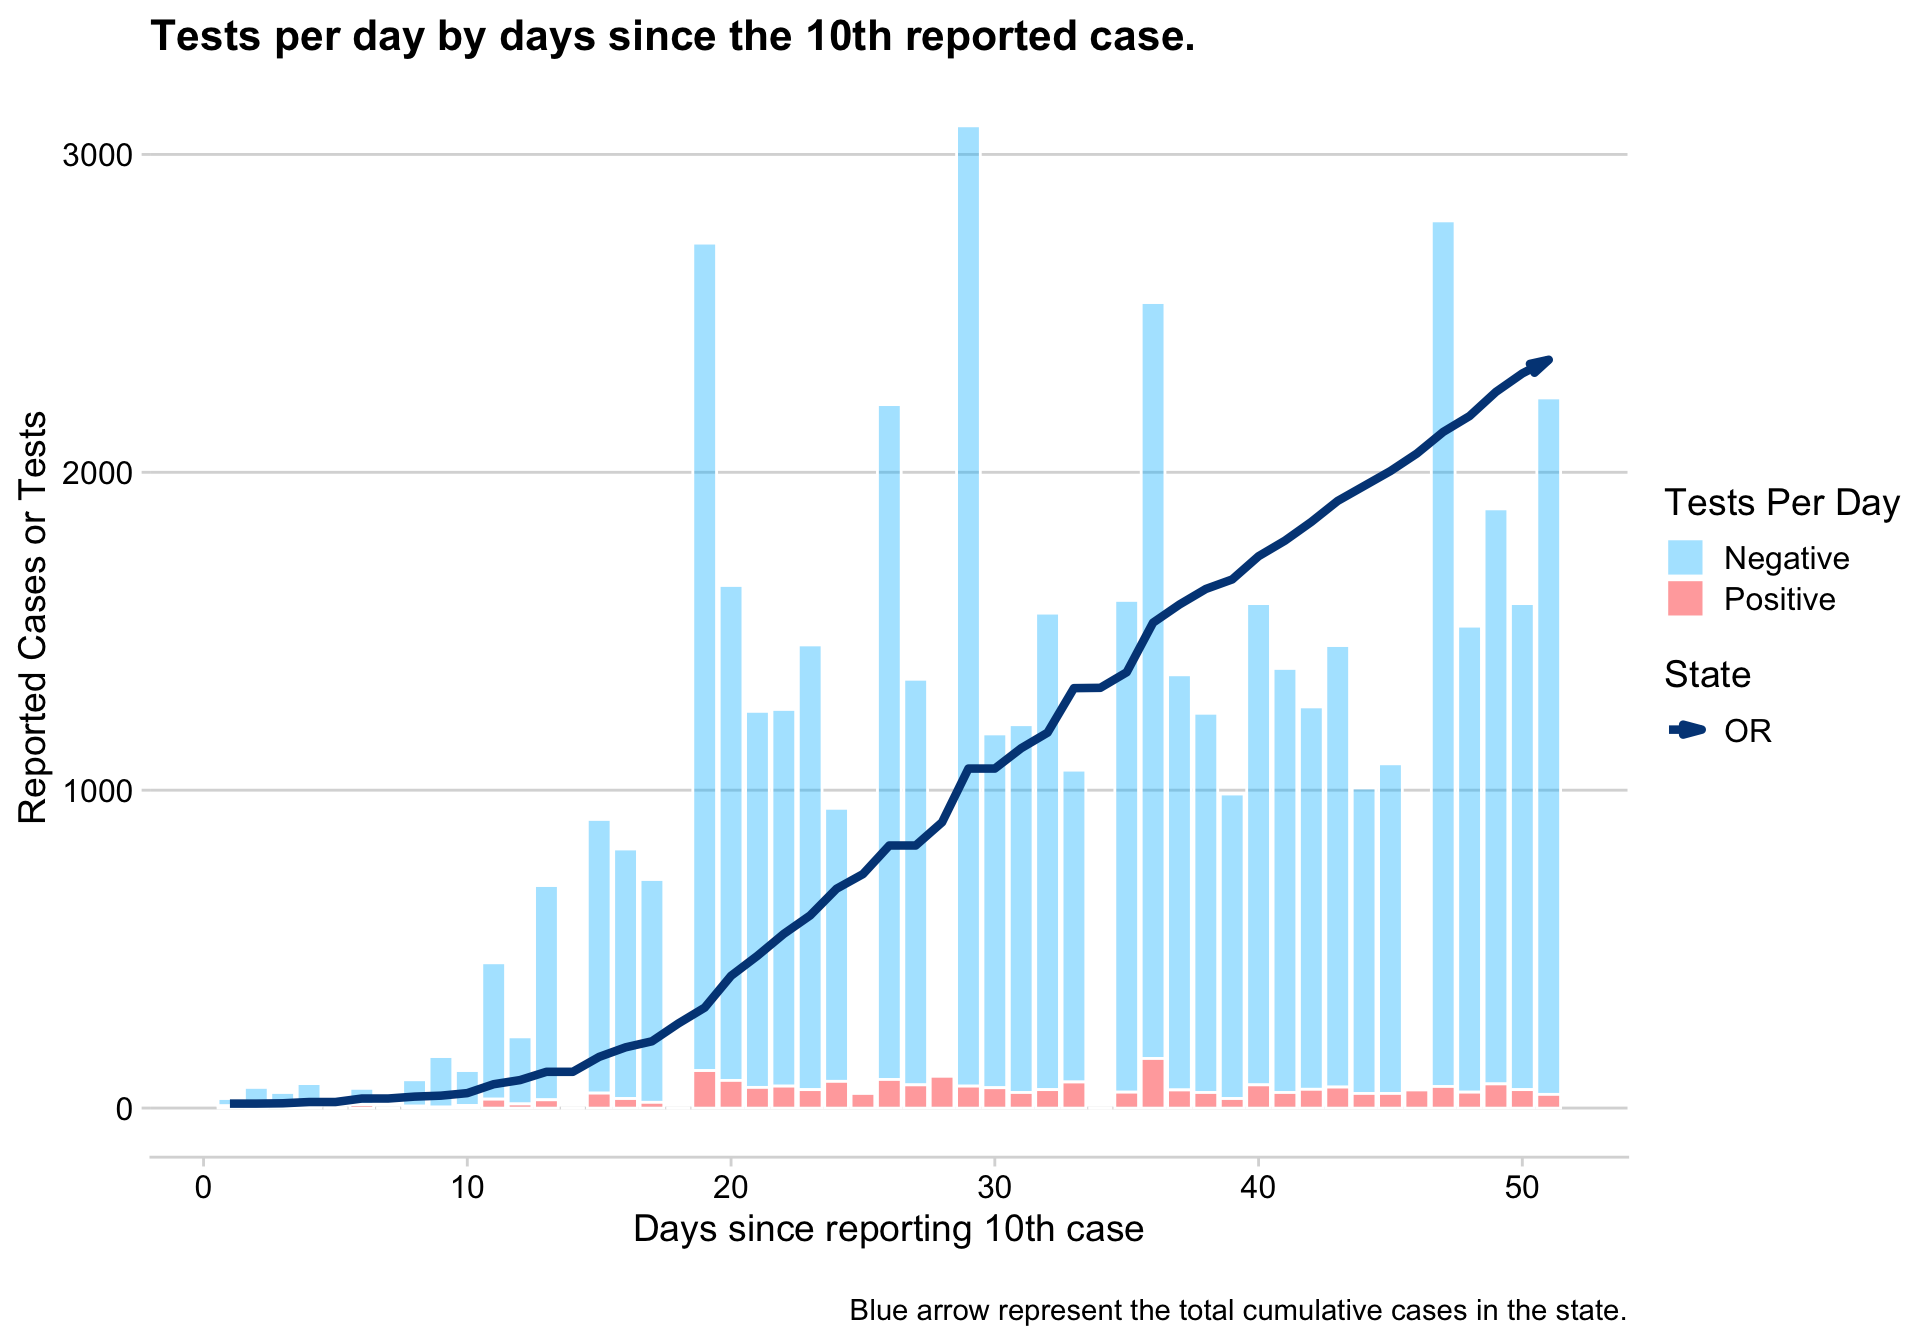 Tests per day by days since the 10th reported case.
Reported Cases or Tests
3000
2000
1000
0
0 10 20 30 40 50
Days since reporting 10th case
Tests Per Day
Negative
Positive
State
OR
Blue arrow represent the total cumulative cases in the state.